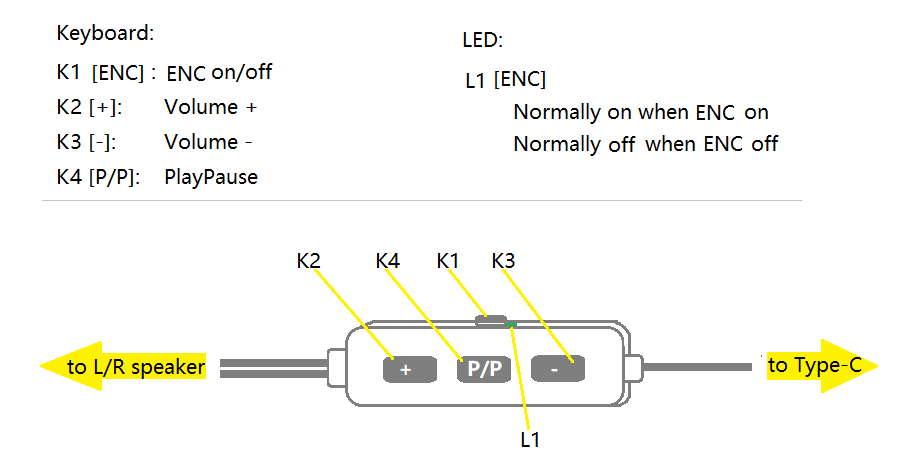 Keyboard:
K1 [ENC] : ENC on/off
K2 [+]: Volume +
K3 [-]: Volume -
K4 [P/P]: PlayPause
LED:
L1 [ENC]
Normally on when ENC on
Normally off when ENC off
K2 K4 K1 K3
to L/R speaker
+ P/P -
to Type-C
L1